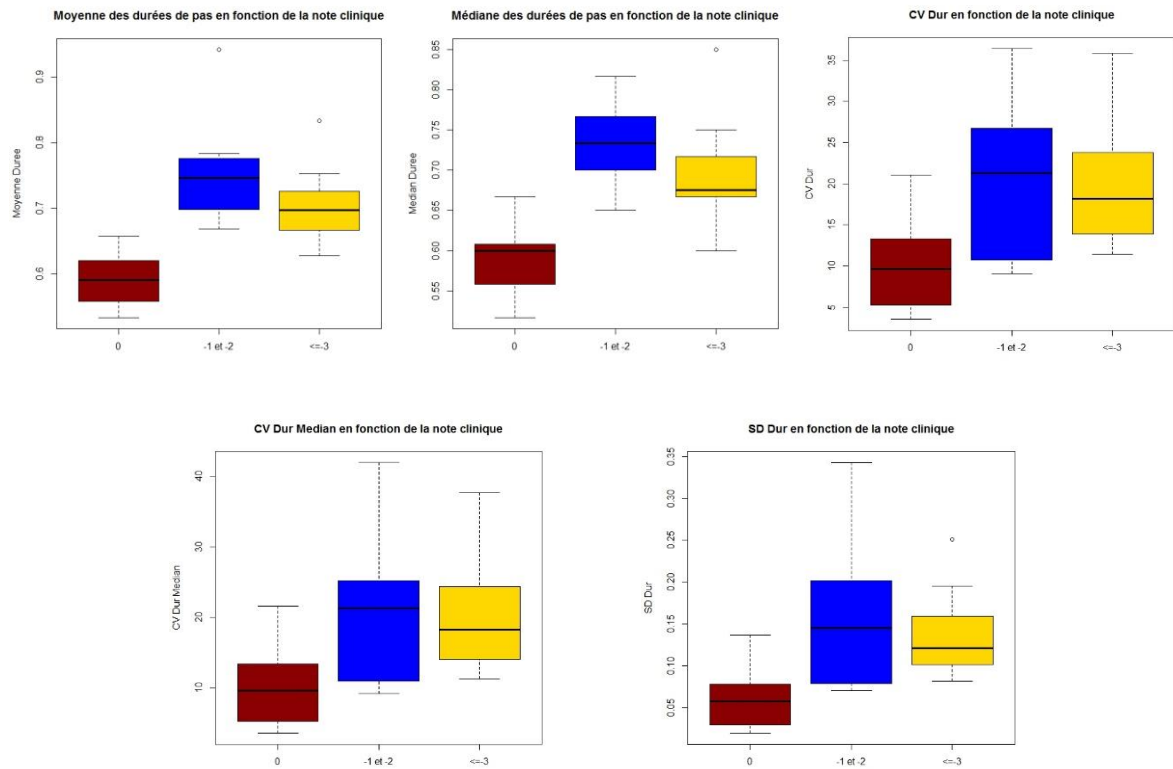 Moyenne des durées de pas en fonction de la note clinique
Moyenne Duree
0.9
0.8
0.7
0.6
0
-1 et -2
<=-3
Médiane des durées de pas en fonction de la note clinique
Median Duree
0.85
0.80
0.75
0.70
0.65
0.60
0.55
0
-1 et -2
<=-3
CV Dur en fonction de la note clinique
CV Dur
35
30
25
20
15
10
5
0
-1 et -2
<=-3
CV Dur Median en fonction de la note clinique
CV Dur Median
40
30
20
10
0
-1 et -2
<=-3
SD Dur en fonction de la note clinique
SD Dur
0.35
0.30
0.25
0.20
0.15
0.10
0.05
0
-1 et -2
<=-3